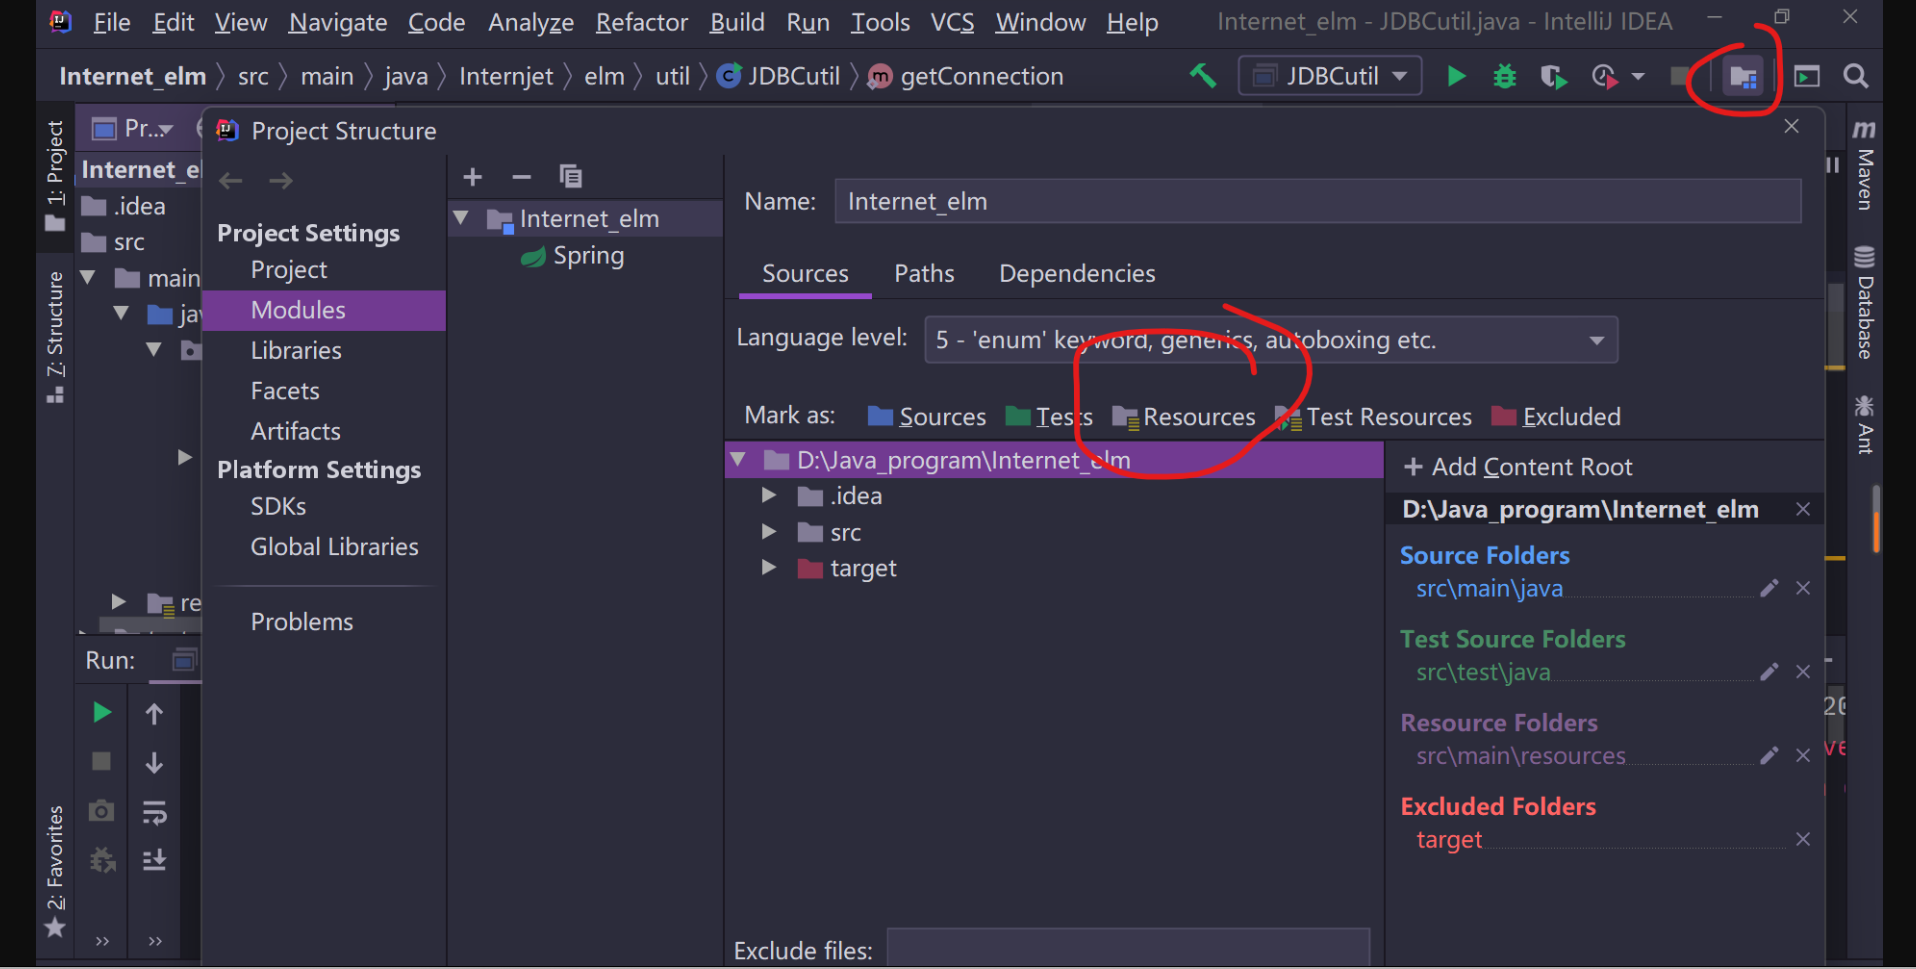 File Edit View Navigate Code Analyze Refactor Build Run Tools VCS Window Help Internet_elm - JDBCutil.java - IntelliJ IDEA
Internet_elm src main java Internjet elm util JDBCutil getConnection JDBCutil
1: Project
7: Structure
2: Favorites
Pr...
Internet_el
.idea
src
main
jav
re
Run:
Project Structure
Project Settings
Project
Modules
Libraries
Facets
Artifacts
Platform Settings
SDKs
Global Libraries
Problems
Internet_elm
Spring
Name: Internet_elm
Sources Paths Dependencies
Language level: 5 - 'enum' keyword, generics, autoboxing etc.
Mark as: Sources Tests Resources Test Resources Excluded
D:\Java_program\Internet_elm
.idea
src
target
Exclude files:
+ Add Content Root
D:\Java_program\Internet_elm
Source Folders
src\main\java
Test Source Folders
src\test\java
Resource Folders
src\main\resources
Excluded Folders
target
Maven
Database
Ant